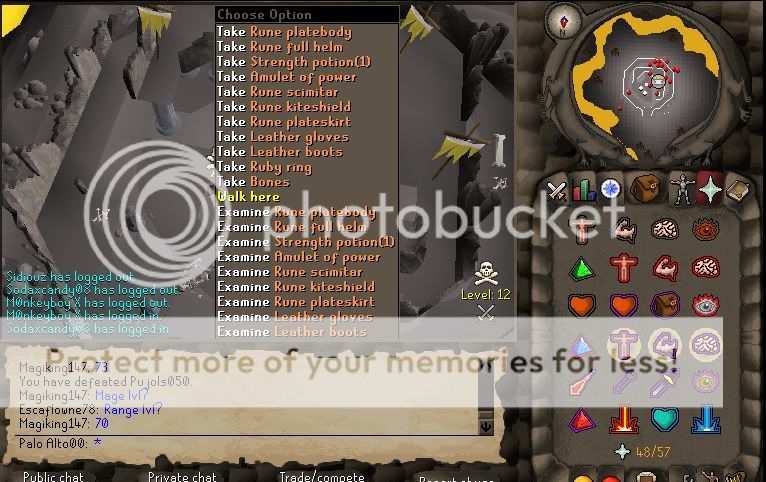 Choose Option
Take Rune platebody
Take Rune full helm
Take Strength potion(1)
Take Amulet of power
Take Rune scimitar
Take Rune kiteshield
Take Rune plateskirt
Take Leather gloves
Take Leather boots
Take Ruby ring
Take Bones
Walk here
Examine Rune platebody
Examine Rune full helm
Examine Strength potion(1)
Examine Amulet of power
Examine Rune scimitar
Examine Rune kiteshield
Examine Rune plateskirt
Examine Leather gloves
Examine Leather boots
N
photobucket
Protect more of your memories for less!
Sidiouz has logged out.
Sodaxcandy08 has logged out.
M0nkeyboy X has logged out.
M0nkeyboy X has logged in.
Sodaxcandy08 has logged in.
Level: 12
Magiking147: 73
You have defeated Pu jols050.
Magiking147: Mage lvl?
Escaflowne78: Range lvl?
Magiking147: 70
Palo Alto00: *
48/57
Public chat
Private chat
Trade/compete
Report abuse